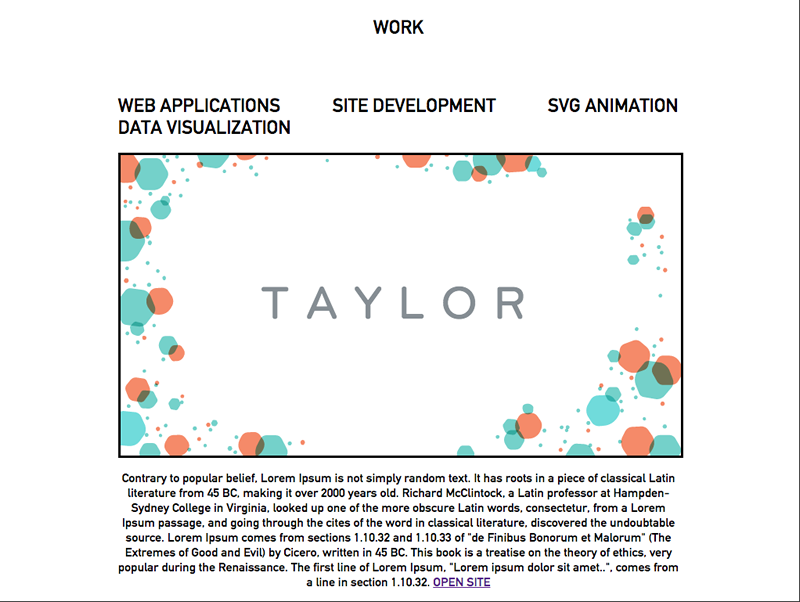 WORK
WEB APPLICATIONS SITE DEVELOPMENT SVG ANIMATION
DATA VISUALIZATION
TAYLOR
Contrary to popular belief, Lorem Ipsum is not simply random text. It has roots in a piece of classical Latin
literature from 45 BC, making it over 2000 years old. Richard McClintock, a Latin professor at Hampden-
Sydney College in Virginia, looked up one of the more obscure Latin words, consectetur, from a Lorem
Ipsum passage, and going through the cites of the word in classical literature, discovered the undoubtable
source. Lorem Ipsum comes from sections 1.10.32 and 1.10.33 of "de Finibus Bonorum et Malorum" (The
Extremes of Good and Evil) by Cicero, written in 45 BC. This book is a treatise on the theory of ethics, very
popular during the Renaissance. The first line of Lorem Ipsum, "Lorem ipsum dolor sit amet..", comes from
a line in section 1.10.32. OPEN SITE